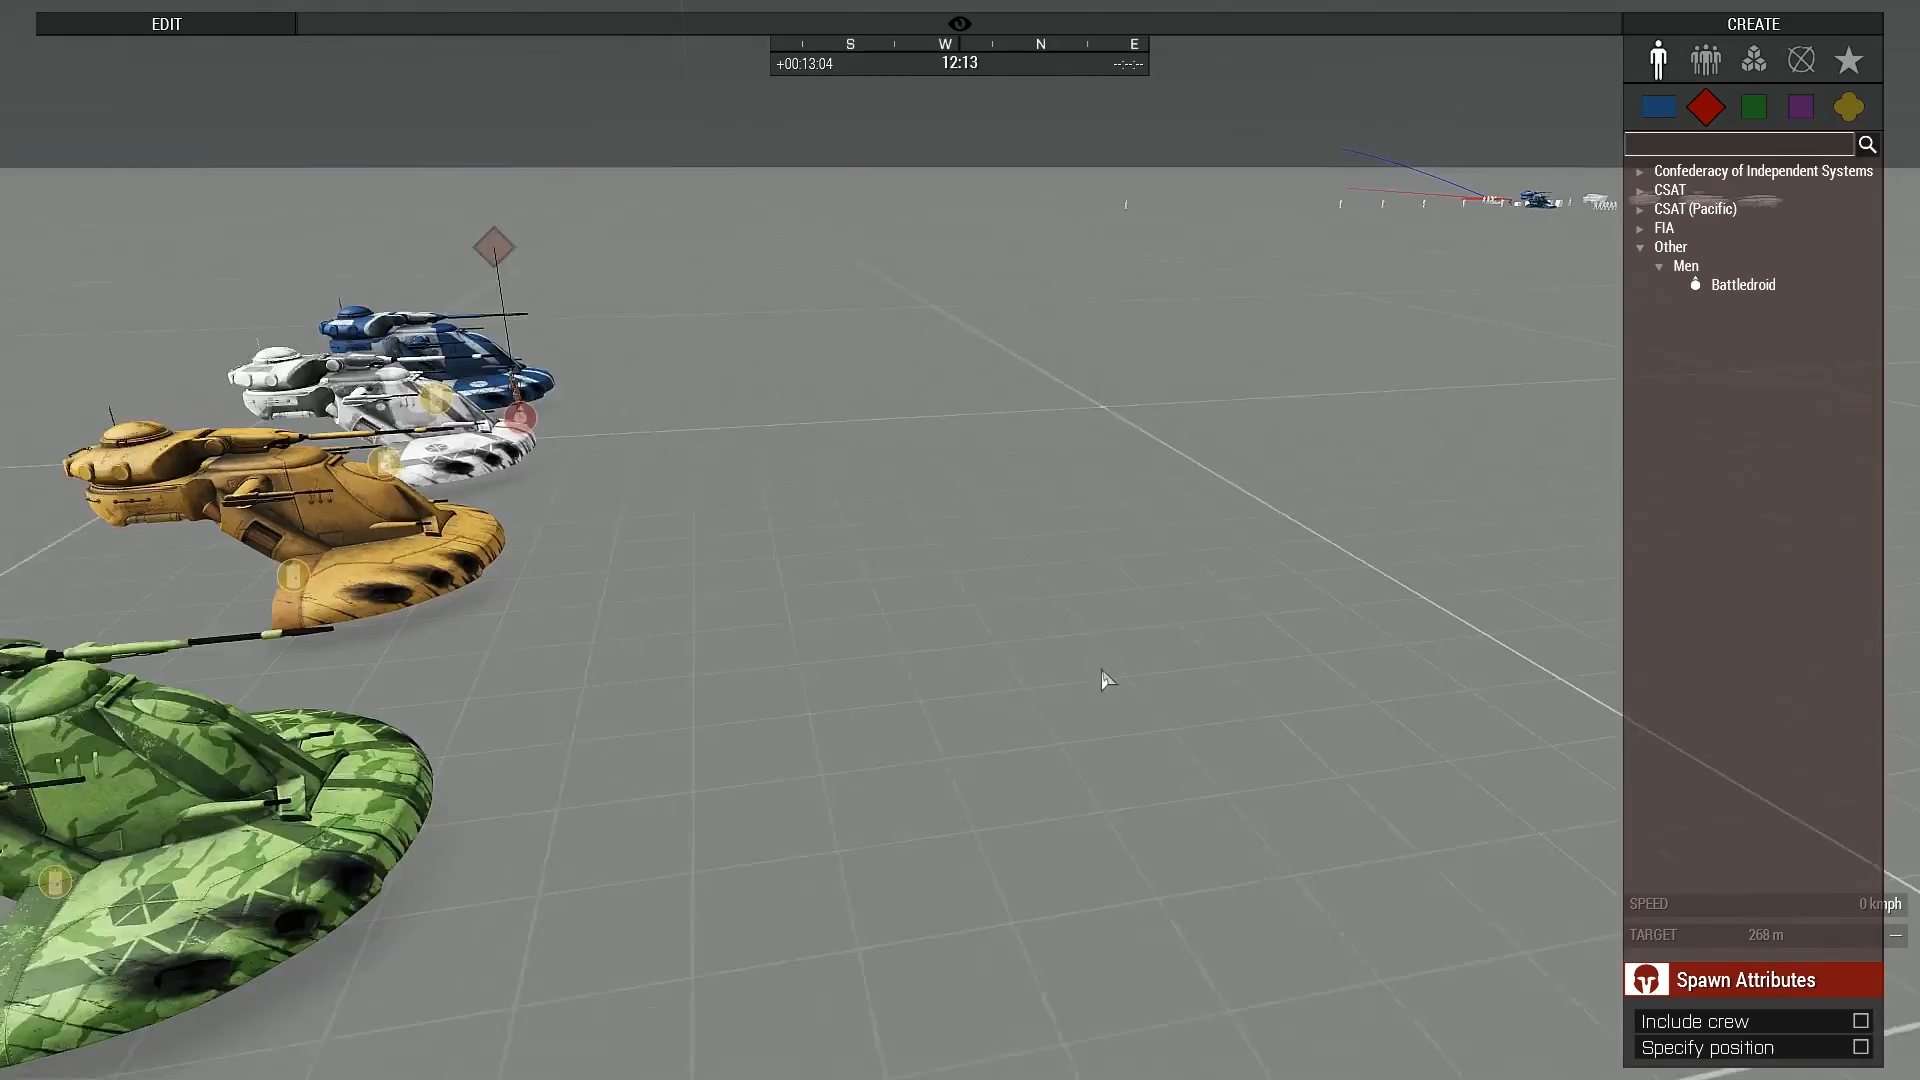 EDIT
CREATE
S W N E
+00:13:04 12:13 --:--:--
Confederacy of Independent Systems
CSAT
CSAT (Pacific)
FIA
Other
Men
Battledroid
SPEED 0 kmph
TARGET 268 m ---
Spawn Attributes
Include crew
Specify position